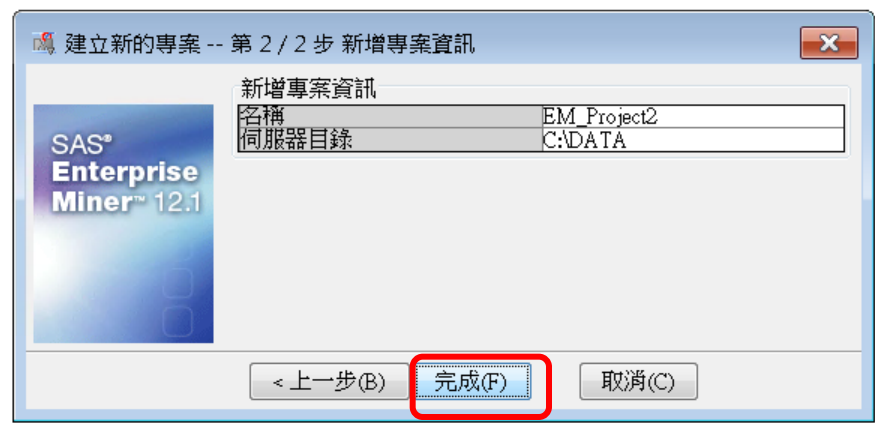 建立新的專案 -- 第 2 / 2 步 新增專案資訊
新增專案資訊
名稱 EM_Project2
伺服器目錄 C:\DATA
SAS®
Enterprise
Miner™ 12.1
< 上一步(B) 完成(F) 取消(C)